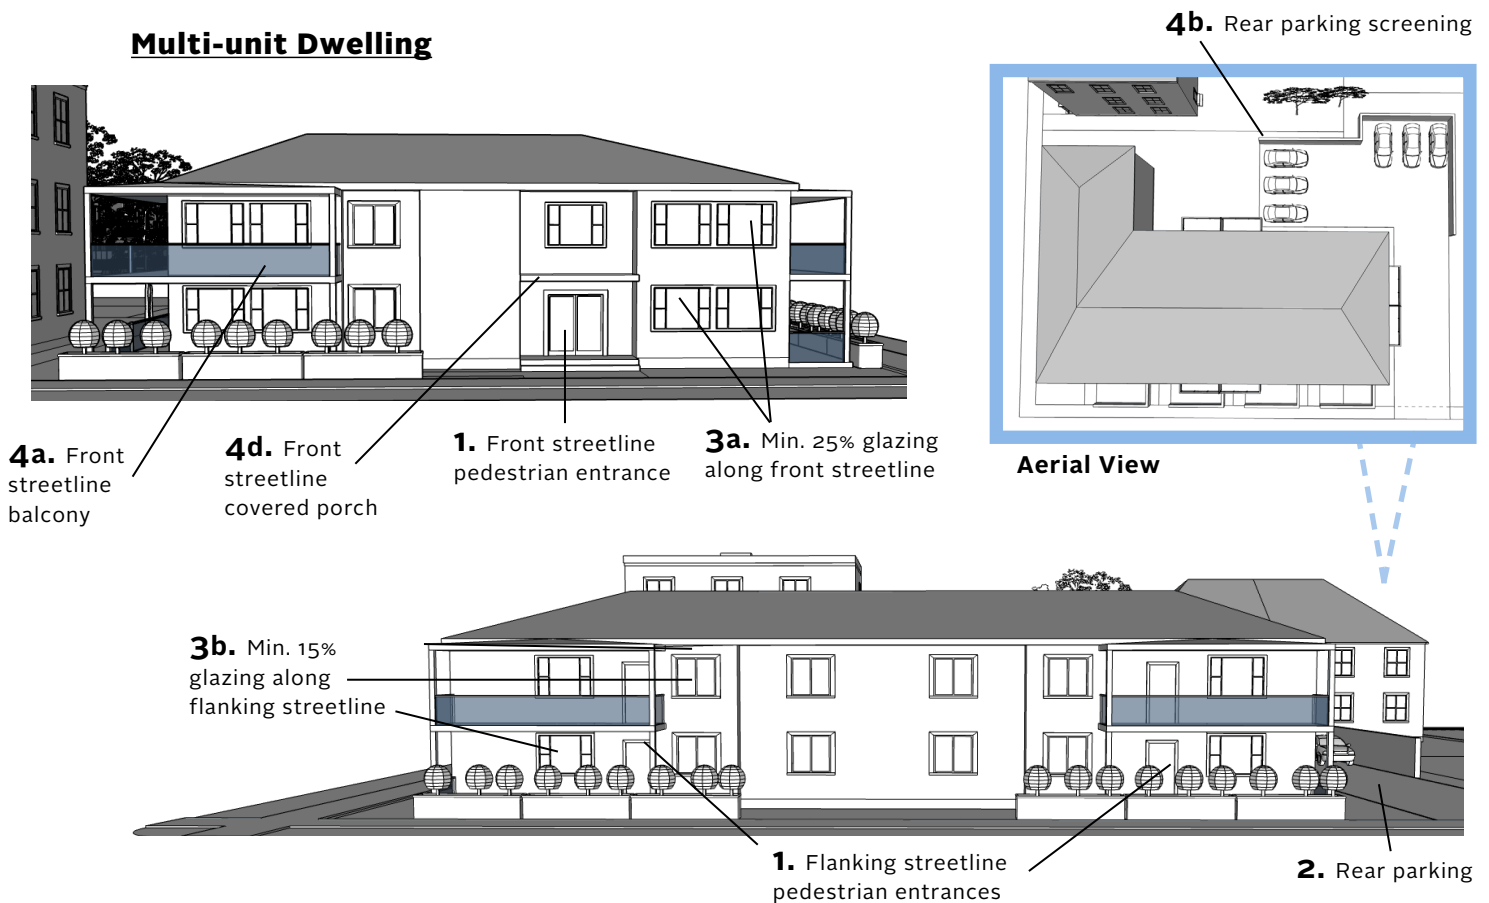 Multi-unit Dwelling
4b. Rear parking screening
4a. Front
streetline
balcony
4d. Front
streetline
covered porch
1. Front streetline
pedestrian entrance
3a. Min. 25% glazing
along front streetline
Aerial View
3b. Min. 15%
glazing along
flanking streetline
1. Flanking streetline
pedestrian entrances
2. Rear parking